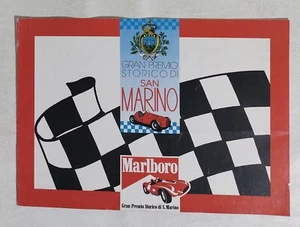 GRAN PREMIO
STORICO DI
SAN
MARINO
Marlboro
Gran Premio Storico di S. Marino